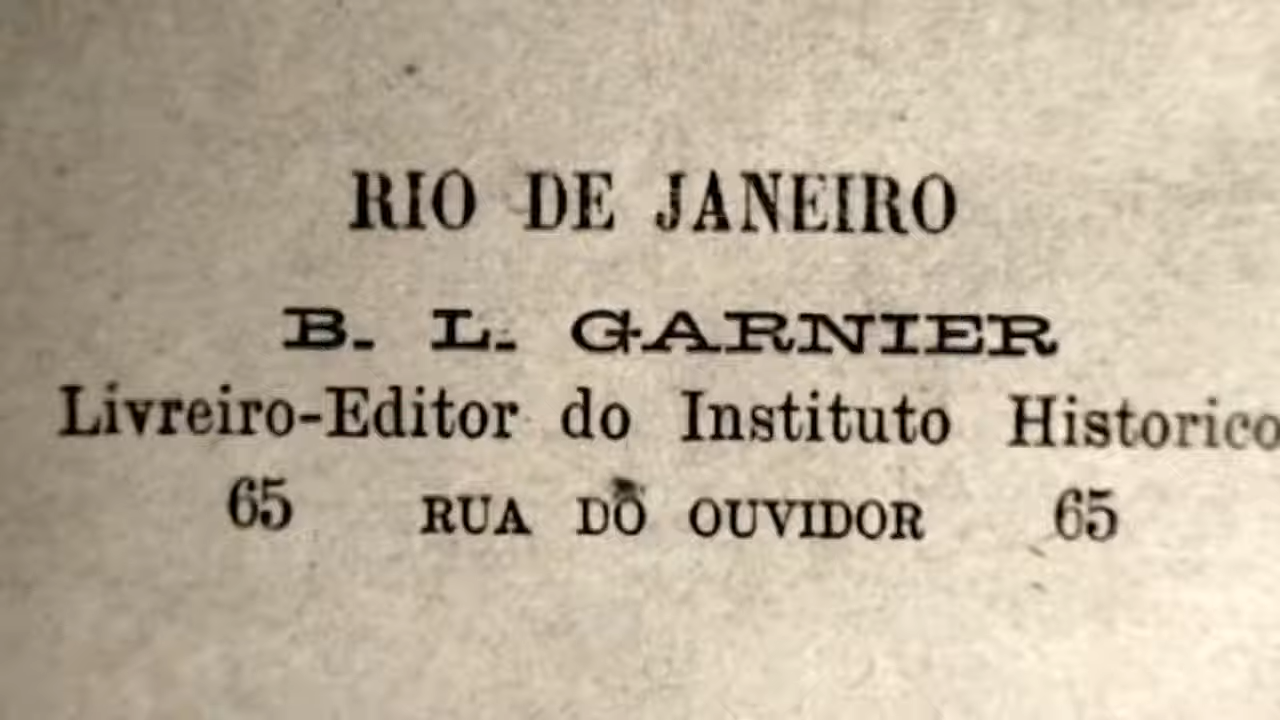 RIO DE JANEIRO
B. L. GARNIER
Livreiro-Editor do Instituto Historico
65 RUA DO OUVIDOR 65